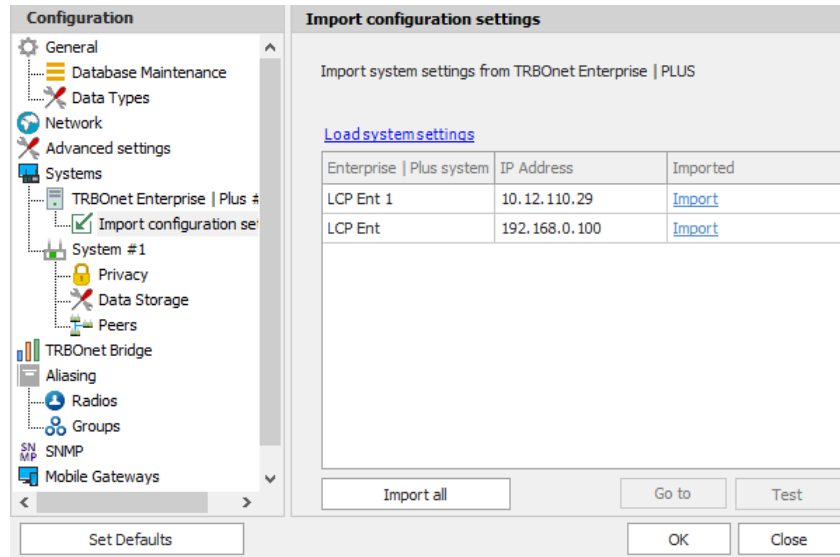 Configuration
General
Database Maintenance
Data Types
Network
Advanced settings
Systems
TRBOnet Enterprise | Plus #
Import configuration se
System #1
Privacy
Data Storage
Peers
TRBOnet Bridge
Aliasing
Radios
Groups
SNMP
SNMP
Mobile Gateways
Set Defaults
Import configuration settings
Import system settings from TRBOnet Enterprise | PLUS
Load system settings
Enterprise | Plus system IP Address Imported
LCP Ent 1 10.12.110.29 Import
LCP Ent 192.168.0.100 Import
Import all Go to Test
OK Close